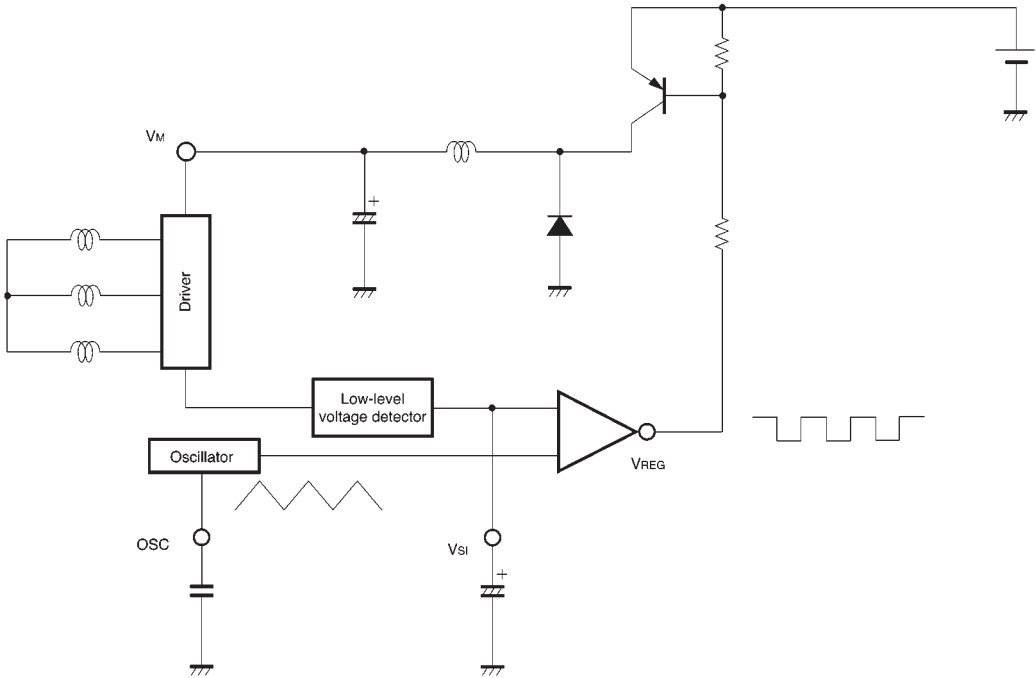 VM
Driver
Low-level
voltage detector
Oscillator
VREG
OSC
VSI
+
+